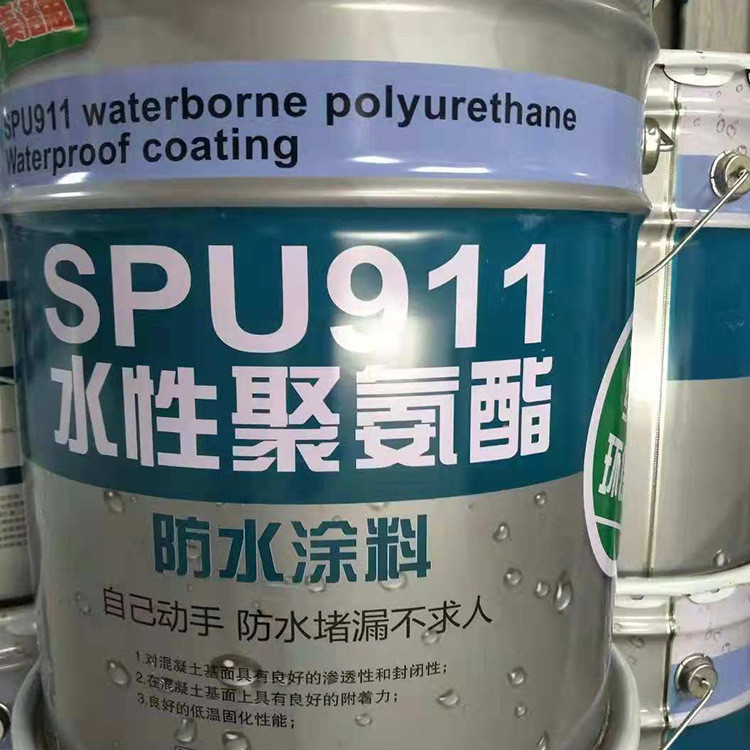 SPU911 waterborne polyurethane
Waterproof coating
SPU911
水性聚氨酯
防水涂料
自己动手 防水堵漏不求人
1.对混凝土基面具有良好的渗透性和封闭性;
2.在混凝土基面上具有良好的附着力;
3.良好的低温固化性能;
环